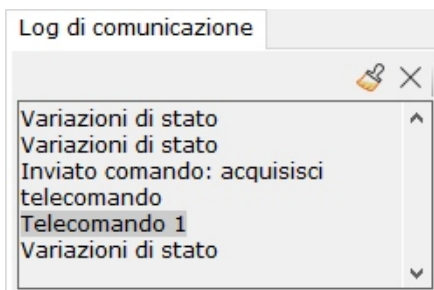 Log di comunicazione
Variazioni di stato
Variazioni di stato
Inviato comando: acquisisci
telecomando
Telecomando 1
Variazioni di stato